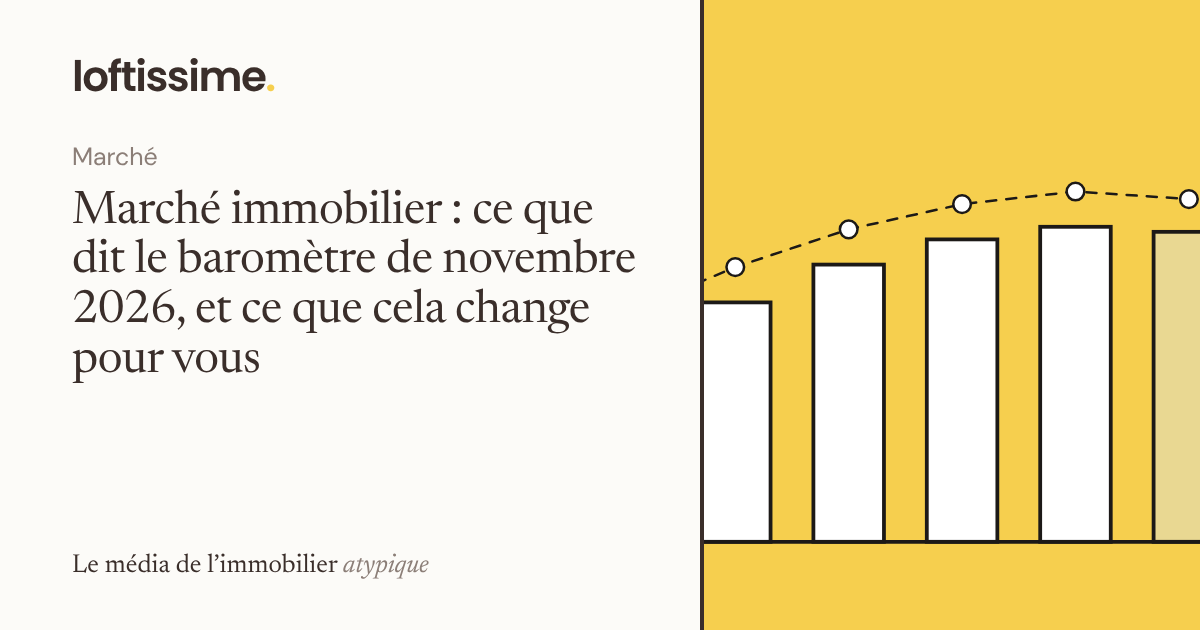 loftissime.
Marché
Marché immobilier : ce que
dit le baromètre de novembre
2026, et ce que cela change
pour vous
Le média de l’immobilier atypique